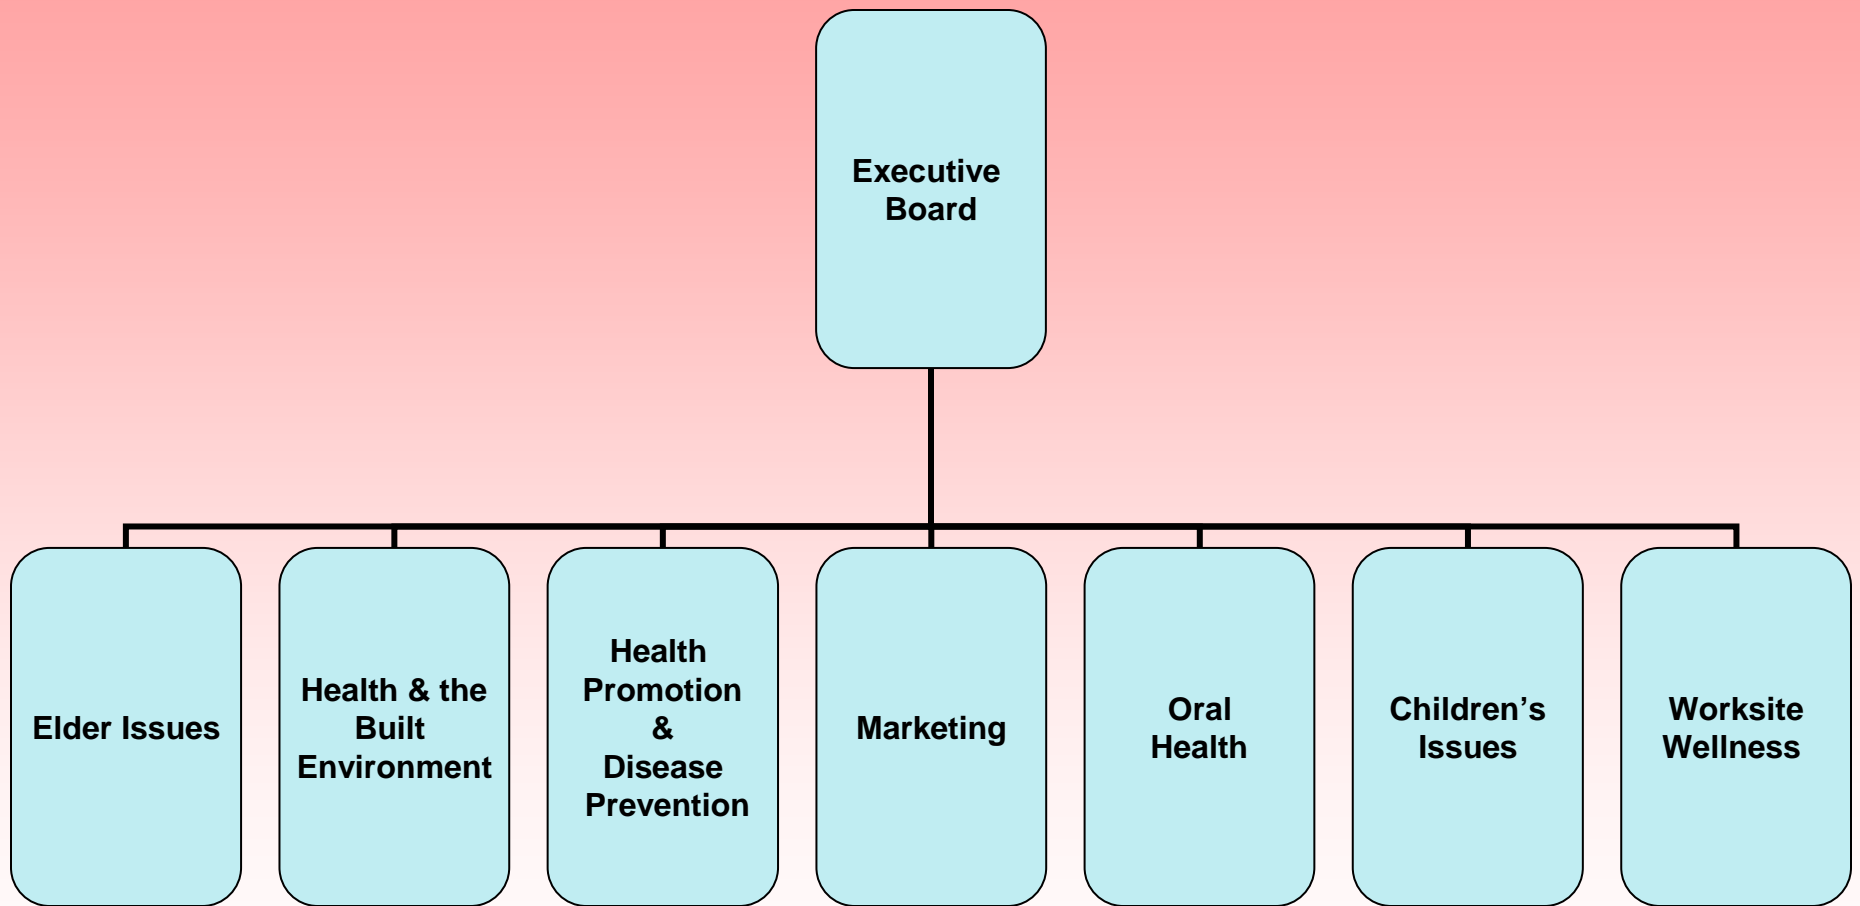 Executive
Board
Elder Issues
Health & the
Built
Environment
Health
Promotion
&
Disease
Prevention
Marketing
Oral
Health
Children’s
Issues
Worksite
Wellness